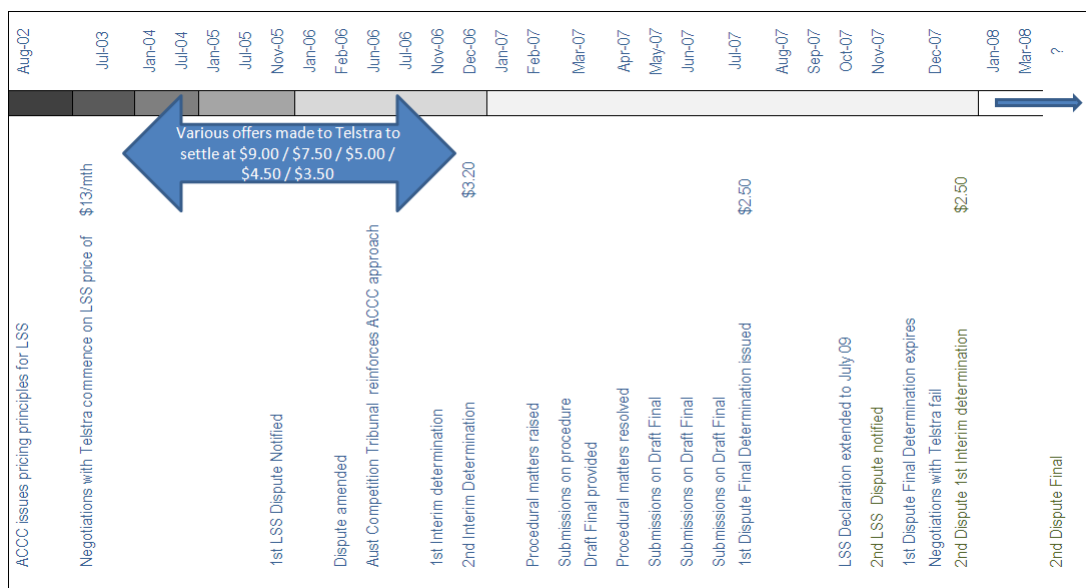 Aug-02
Jul-03
Jan-04
Jul-04
Jan-05
Jul-05
Nov-05
Jan-06
Feb-06
Jun-06
Jul-06
Nov-06
Dec-06
Jan-07
Feb-07
Mar-07
Apr-07
May-07
Jun-07
Jul-07
Aug-07
Sep-07
Oct-07
Nov-07
Dec-07
Jan-08
Mar-08
?
Various offers made to Telstra to
settle at $9.00 / $7.50 / $5.00 /
$4.50 / $3.50
ACCC issues pricing principles for LSS
Negotiations with Telstra commence on LSS price of $13/mth
1st LSS Dispute Notified
Dispute amended
Aust Competition Tribunal reinforces ACCC approach
1st Interim determination
2nd Interim Determination $3.20
Procedural matters raised
Submissions on procedure
Draft Final provided
Procedural matters resolved
Submissions on Draft Final
Submissions on Draft Final
Submissions on Draft Final
1st Dispute Final Determination issued $2.50
LSS Declaration extended to July 09
2nd LSS Dispute notified
1st Dispute Final Determination expires
Negotiations with Telstra fail
2nd Dispute 1st Interim determination $2.50
2nd Dispute Final